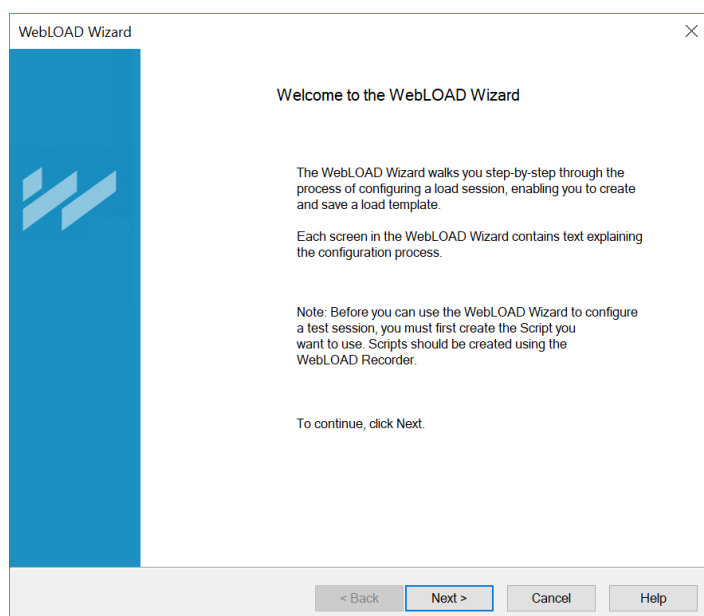 WebLOAD Wizard
Welcome to the WebLOAD Wizard
The WebLOAD Wizard walks you step-by-step through the
process of configuring a load session, enabling you to create
and save a load template.
Each screen in the WebLOAD Wizard contains text explaining
the configuration process.
Note: Before you can use the WebLOAD Wizard to configure
a test session, you must first create the Script you
want to use. Scripts should be created using the
WebLOAD Recorder.
To continue, click Next.
< Back Next > Cancel Help